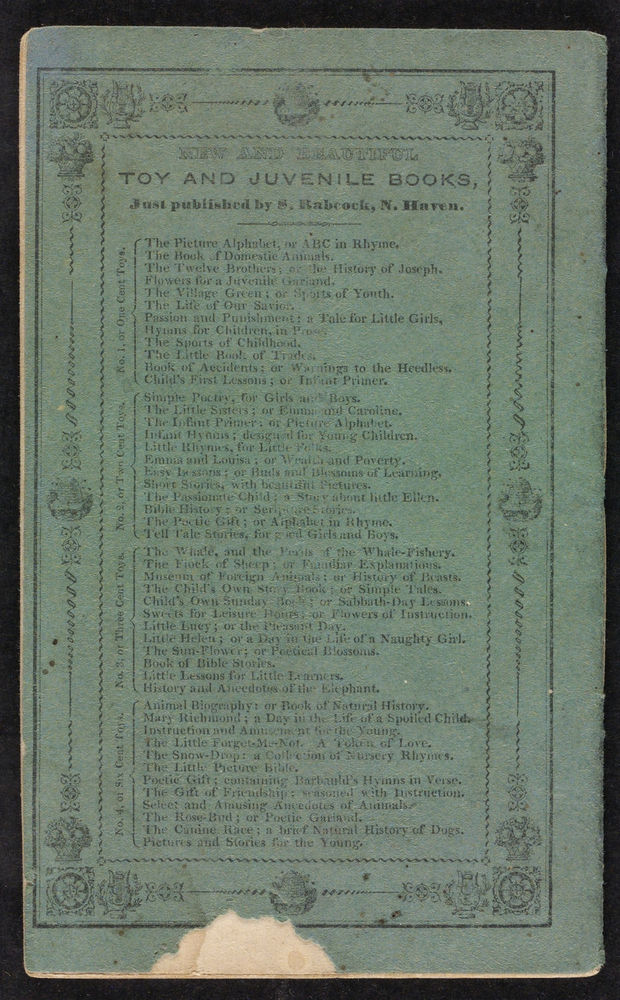 NEW AND BEAUTIFUL
TOY AND JUVENILE BOOKS,
Just published by S. Babcock, N. Haven.
No. 1, or One Cent Toys.
The Picture Alphabet, or ABC in Rhyme.
The Book of Domestic Animals.
The Twelve Brothers; or the History of Joseph.
Flowers for a Juvenile Garland.
The Village Green; or Sports of Youth.
The Life of Our Savior.
Passion and Punishment; a Tale for Little Girls,
Hymns for Children, in Prose.
The Sports of Childhood.
The Little Book of Trades.
Book of Accidents; or Warnings to the Heedless.
Child's First Lessons; or Infant Primer.
No. 2, or Two Cent Toys.
Simple Poetry, for Girls and Boys.
The Little Sisters; or Emma and Caroline.
The Infant Primer; or Picture Alphabet.
Infant Hymns; designed for Young Children.
Little Rhymes, for Little Folks.
Emma and Louisa; or Wealth and Poverty.
Easy Lessons; or Buds and Blossoms of Learning.
Short Stories, with beautiful Pictures.
The Passionate Child; a Story about little Ellen.
Bible History; or Scripture Stories.
The Poetic Gift; or Alphabet in Rhyme.
Tell Tale Stories, for good Girls and Boys.
No. 3, or Three Cent Toys.
The Whale, and the Perils of the Whale-Fishery.
The Flock of Sheep; or Familiar Explanations.
Museum of Foreign Animals; or History of Beasts.
The Child's Own Story Book; or Simple Tales.
Child's Own Sunday Book; or Sabbath-Day Lessons.
Sweets for Leisure Hours; or Flowers of Instruction.
Little Lucy; or the Pleasant Day.
Little Helen; or a Day in the Life of a Naughty Girl.
The Sun-Flower; or Poetical Blossoms.
Book of Bible Stories.
Little Lessons for Little Learners.
History and Anecdotes of the Elephant.
No. 4, or Six Cent Toys.
Animal Biography: or Book of Natural History.
Mary Richmond; a Day in the Life of a Spoiled Child.
Instruction and Amusement for the Young.
The Little Forget-Me-Not. A Token of Love.
The Snow-Drop: a Collection of Nursery Rhymes.
The Little Picture Bible.
Poetic Gift; containing Barbauld's Hymns in Verse.
The Gift of Friendship; seasoned with Instruction.
Select and Amusing Anecdotes of Animals.
The Rose-Bud; or Poetic Garland.
The Canine Race; a brief Natural History of Dogs.
Pictures and Stories for the Young.